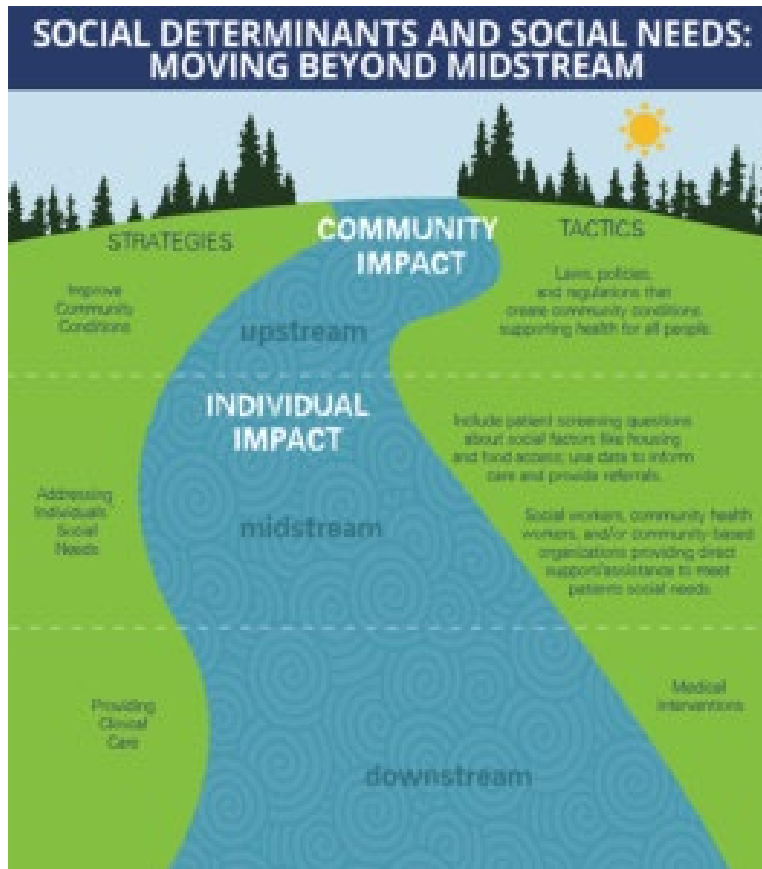 SOCIAL DETERMINANTS AND SOCIAL NEEDS:
MOVING BEYOND MIDSTREAM
STRATEGIES
COMMUNITY
IMPACT
TACTICS
Improve
Community
Conditions
Laws, policies,
and regulations that
create community conditions
supporting health for all people.
upstream
INDIVIDUAL
IMPACT
Include patient screening questions
about social factors like housing
and food access; use data to inform
care and provide referrals.
Addressing
Individuals'
Social
Needs
midstream
Social workers, community health
workers, and/or community-based
organizations providing direct
support/assistance to meet
patients social needs
Providing
Clinical
Care
Medical
Interventions
downstream